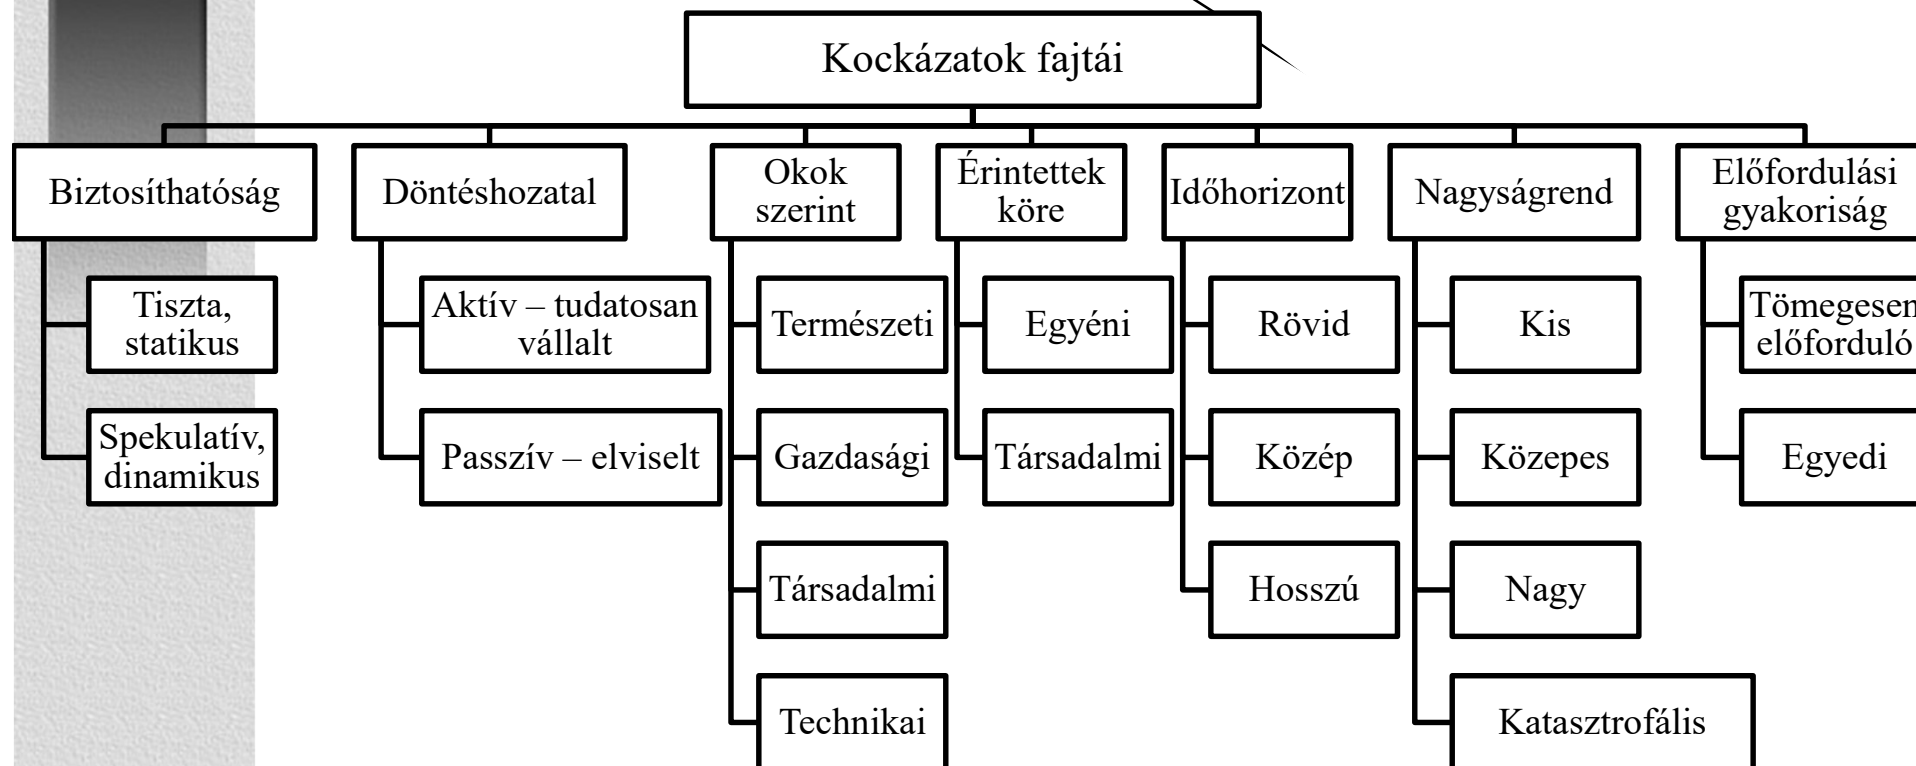 Kockázatok fajtái
Biztosíthatóság
Tiszta,
statikus
Spekulatív,
dinamikus
Döntéshozatal
Aktív – tudatosan
vállalt
Passzív – elviselt
Okok
szerint
Természeti
Gazdasági
Társadalmi
Technikai
Érintettek
köre
Egyéni
Társadalmi
Időhorizont
Rövid
Közép
Hosszú
Nagyságrend
Kis
Közepes
Nagy
Katasztrofális
Előfordulási
gyakoriság
Tömegesen
előforduló
Egyedi